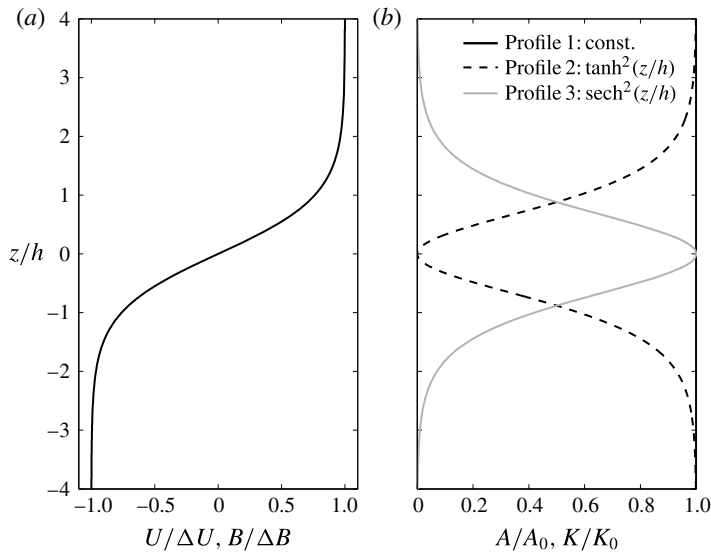 (a)
4
3
2
1
z/h 0
−1
−2
−3
−4
−1.0 −0.5 0 0.5 1.0
U/ΔU, B/ΔB
(b)
Profile 1: const.
Profile 2: tanh²(z/h)
Profile 3: sech²(z/h)
0 0.2 0.4 0.6 0.8 1.0
A/A₀, K/K₀